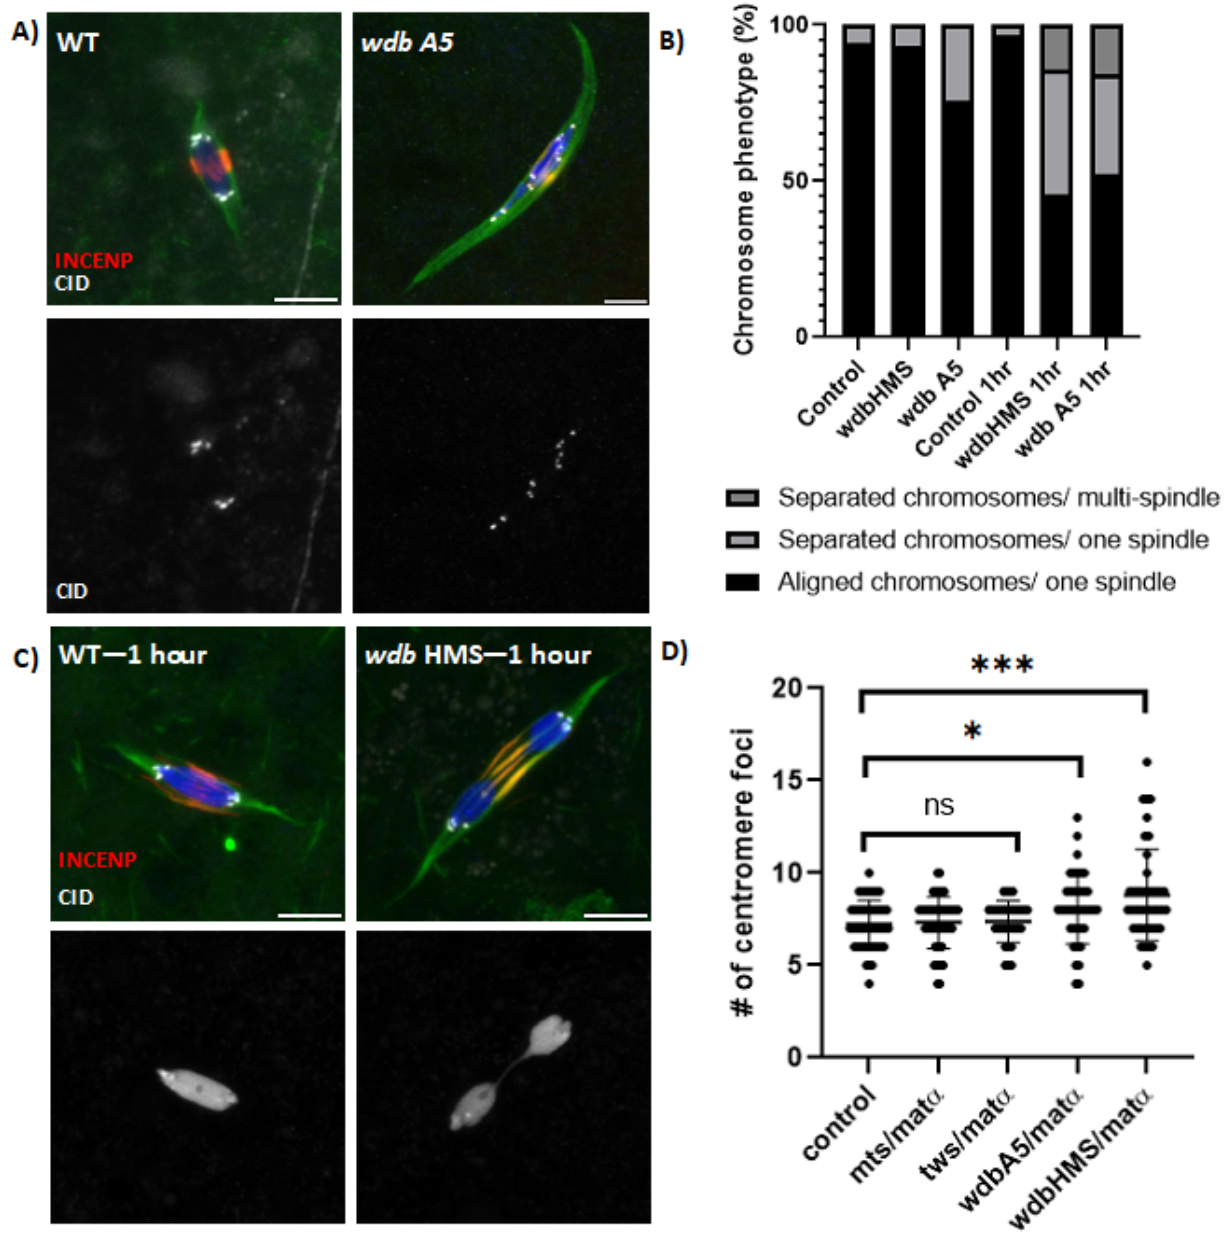 A)
WT
wdb A5
INCENP
CID
CID
B)
Chromosome phenotype (%)
100
50
0
Control
wdbHMS
wdb A5
Control 1hr
wdbHMS 1hr
wdb A5 1hr
Separated chromosomes/ multi-spindle
Separated chromosomes/ one spindle
Aligned chromosomes/ one spindle
C)
WT—1 hour
wdb HMS—1 hour
INCENP
CID
D)
# of centromere foci
20
15
10
5
0
***
*
ns
control
mts/matα
tws/matα
wdbA5/matα
wdbHMS/matα